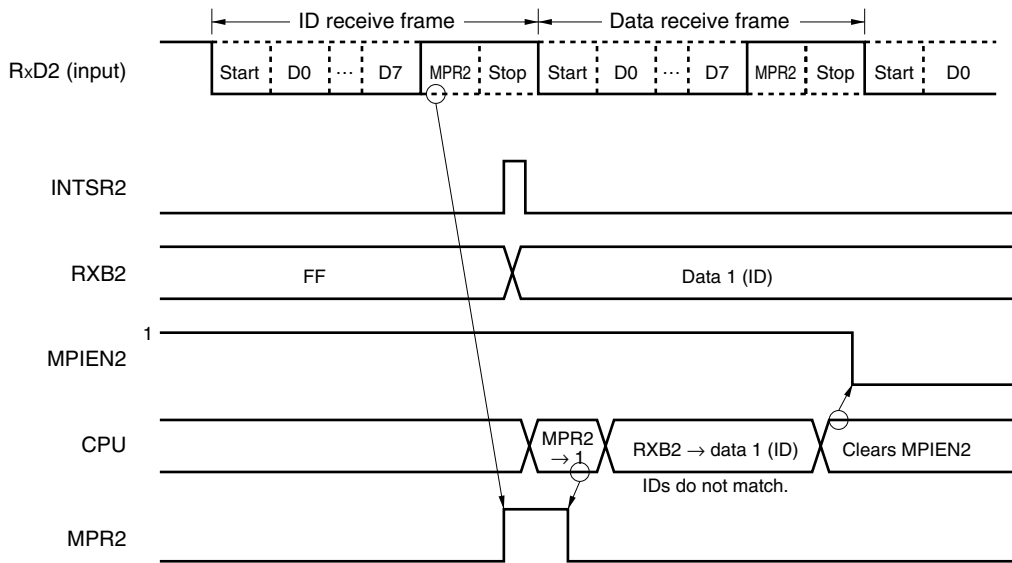 ID receive frame Data receive frame
RxD2 (input) Start D0 ... D7 MPR2 Stop Start D0 ... D7 MPR2 Stop Start D0
INTSR2
RXB2 FF Data 1 (ID)
1
MPIEN2
CPU MPR2 → 1 RXB2 → data 1 (ID) Clears MPIEN2
IDs do not match.
MPR2